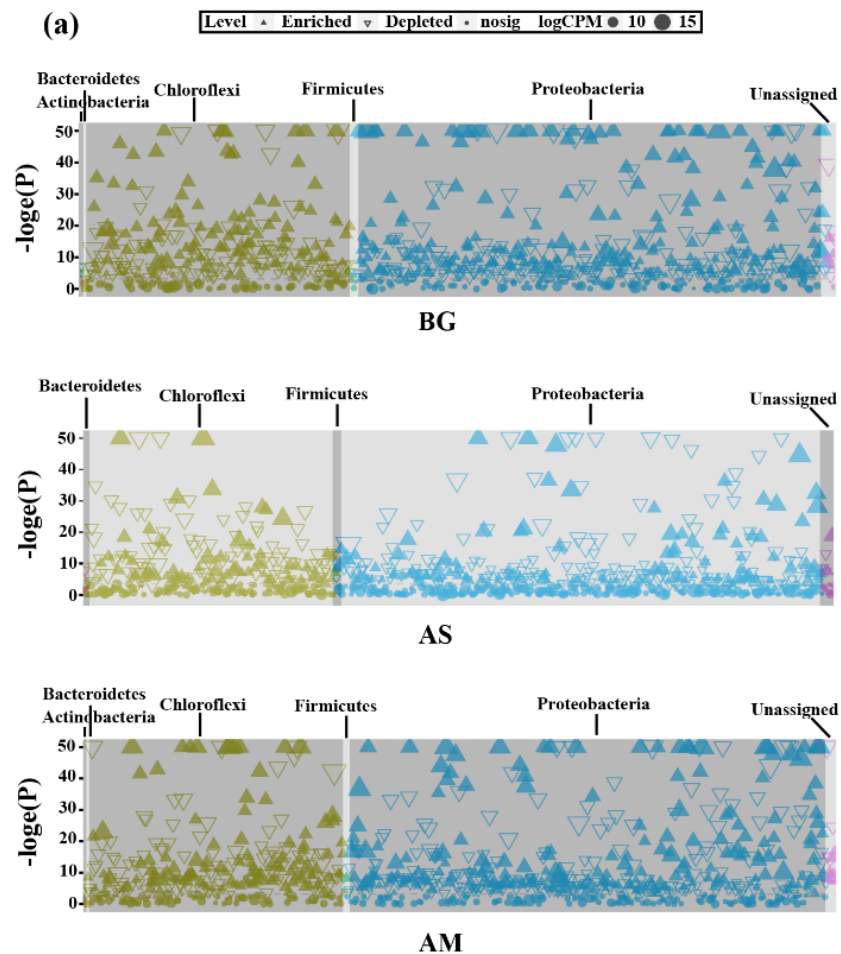 (a)
Level Enriched Depleted nosig logCPM 10 15
Bacteroidetes
Actinobacteria
Chloroflexi
Firmicutes
Proteobacteria
Unassigned
-loge(P)
50
40
30
20
10
0
BG
Bacteroidetes
Chloroflexi
Firmicutes
Proteobacteria
Unassigned
-loge(P)
50
40
30
20
10
0
AS
Bacteroidetes
Actinobacteria
Chloroflexi
Firmicutes
Proteobacteria
Unassigned
-loge(P)
50
40
30
20
10
0
AM